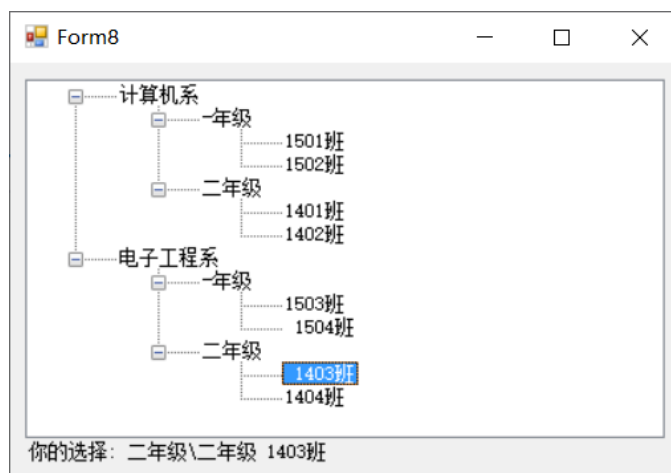 Form8
计算机系
一年级
1501班
1502班
二年级
1401班
1402班
电子工程系
一年级
1503班
1504班
二年级
1403班
1404班
你的选择: 二年级\二年级 1403班